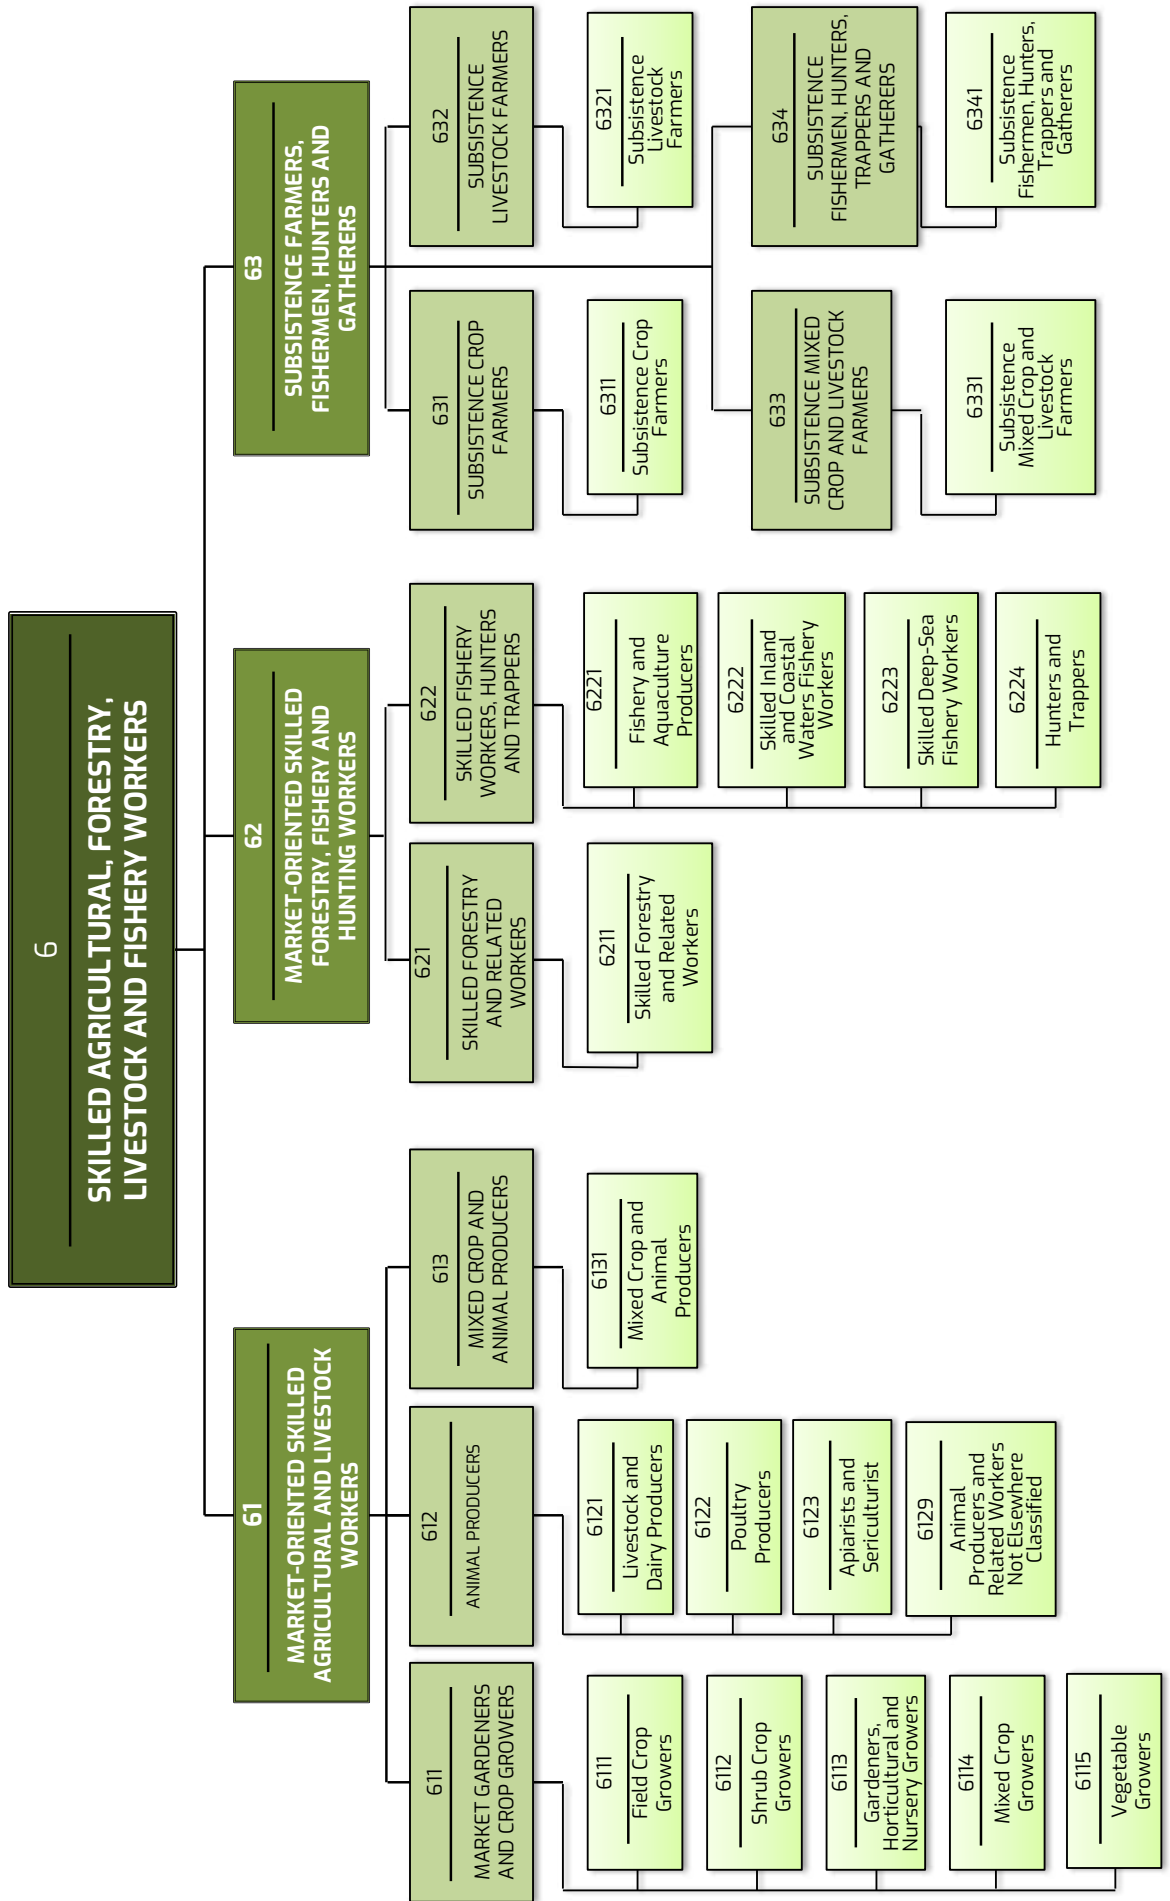 6
SKILLED AGRICULTURAL, FORESTRY,
LIVESTOCK AND FISHERY WORKERS
61
MARKET-ORIENTED SKILLED
AGRICULTURAL AND LIVESTOCK
WORKERS
62
MARKET-ORIENTED SKILLED
FORESTRY, FISHERY AND
HUNTING WORKERS
63
SUBSISTENCE FARMERS,
FISHERMEN, HUNTERS AND
GATHERERS
611
MARKET GARDENERS
AND CROP GROWERS
612
ANIMAL PRODUCERS
613
MIXED CROP AND
ANIMAL PRODUCERS
621
SKILLED FORESTRY
AND RELATED
WORKERS
622
SKILLED FISHERY
WORKERS, HUNTERS
AND TRAPPERS
631
SUBSISTENCE CROP
FARMERS
632
SUBSISTENCE
LIVESTOCK FARMERS
6111
Field Crop
Growers
6112
Shrub Crop
Growers
6113
Gardeners,
Horticultural and
Nursery Growers
6114
Mixed Crop
Growers
6115
Vegetable
Growers
6121
Livestock and
Dairy Producers
6122
Poultry
Producers
6123
Apiarists and
Sericulturist
6129
Animal
Producers and
Related Workers
Not Elsewhere
Classified
6131
Mixed Crop and
Animal
Producers
6211
Skilled Forestry
and Related
Workers
6221
Fishery and
Aquaculture
Producers
6222
Skilled Inland
and Coastal
Waters Fishery
Workers
6223
Skilled Deep-Sea
Fishery Workers
6224
Hunters and
Trappers
6311
Subsistence Crop
Farmers
6321
Subsistence
Livestock
Farmers
633
SUBSISTENCE MIXED
CROP AND LIVESTOCK
FARMERS
634
SUBSISTENCE
FISHERMEN, HUNTERS,
TRAPPERS AND
GATHERERS
6331
Subsistence
Mixed Crop and
Livestock
Farmers
6341
Subsistence
Fishermen, Hunters,
Trappers and
Gatherers